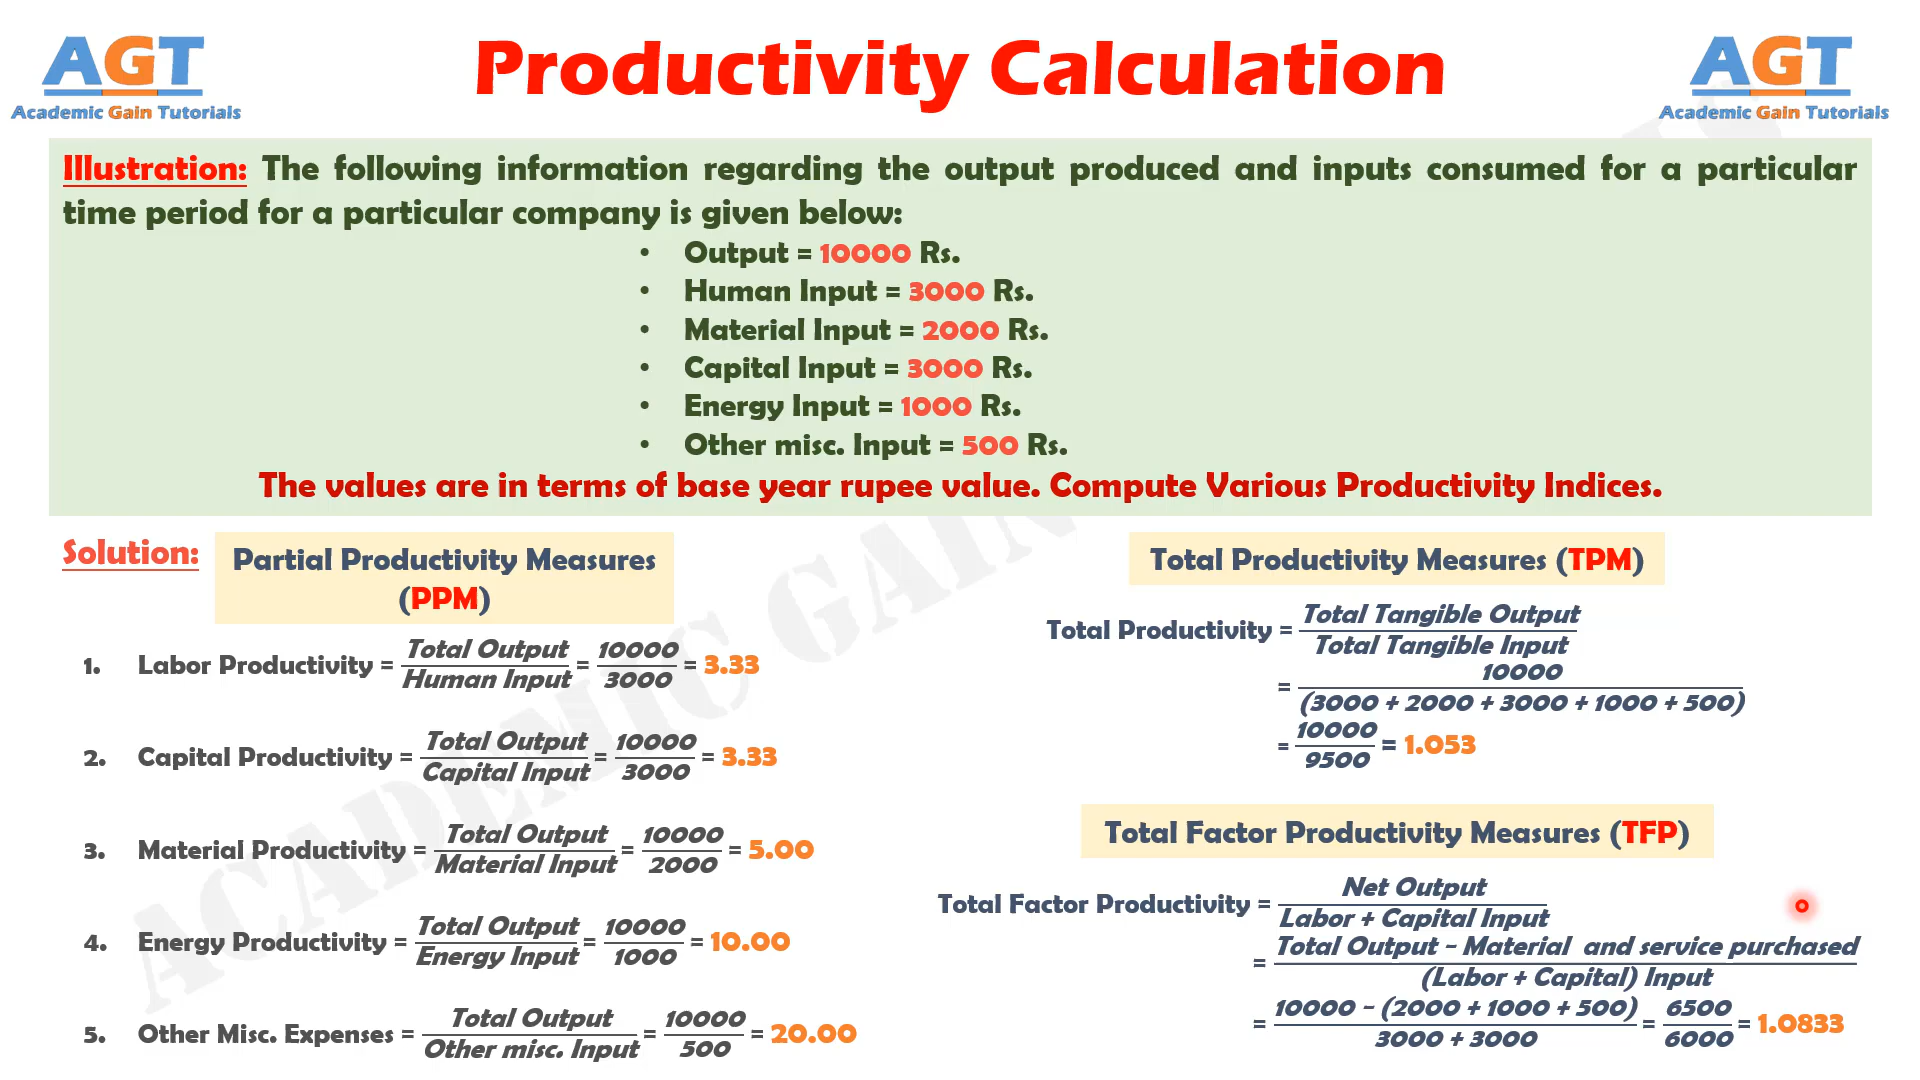 AGT
Academic Gain Tutorials
Productivity Calculation
AGT
Academic Gain Tutorials
Illustration: The following information regarding the output produced and inputs consumed for a particular
time period for a particular company is given below:
• Output = 10000 Rs.
• Human Input = 3000 Rs.
• Material Input = 2000 Rs.
• Capital Input = 3000 Rs.
• Energy Input = 1000 Rs.
• Other misc. Input = 500 Rs.
The values are in terms of base year rupee value. Compute Various Productivity Indices.
Solution:
Partial Productivity Measures
(PPM)
1. Labor Productivity = Total Output / Human Input = 10000 / 3000 = 3.33
2. Capital Productivity = Total Output / Capital Input = 10000 / 3000 = 3.33
3. Material Productivity = Total Output / Material Input = 10000 / 2000 = 5.00
4. Energy Productivity = Total Output / Energy Input = 10000 / 1000 = 10.00
5. Other Misc. Expenses = Total Output / Other misc. Input = 10000 / 500 = 20.00
Total Productivity Measures (TPM)
Total Productivity = Total Tangible Output / Total Tangible Input
= 10000 / (3000 + 2000 + 3000 + 1000 + 500)
= 10000 / 9500 = 1.053
Total Factor Productivity Measures (TFP)
Total Factor Productivity = Net Output / Labor + Capital Input
= Total Output - Material and service purchased / (Labor + Capital) Input
= 10000 - (2000 + 1000 + 500) / 3000 + 3000 = 6500 / 6000 = 1.0833
ACADEMIC GAIN